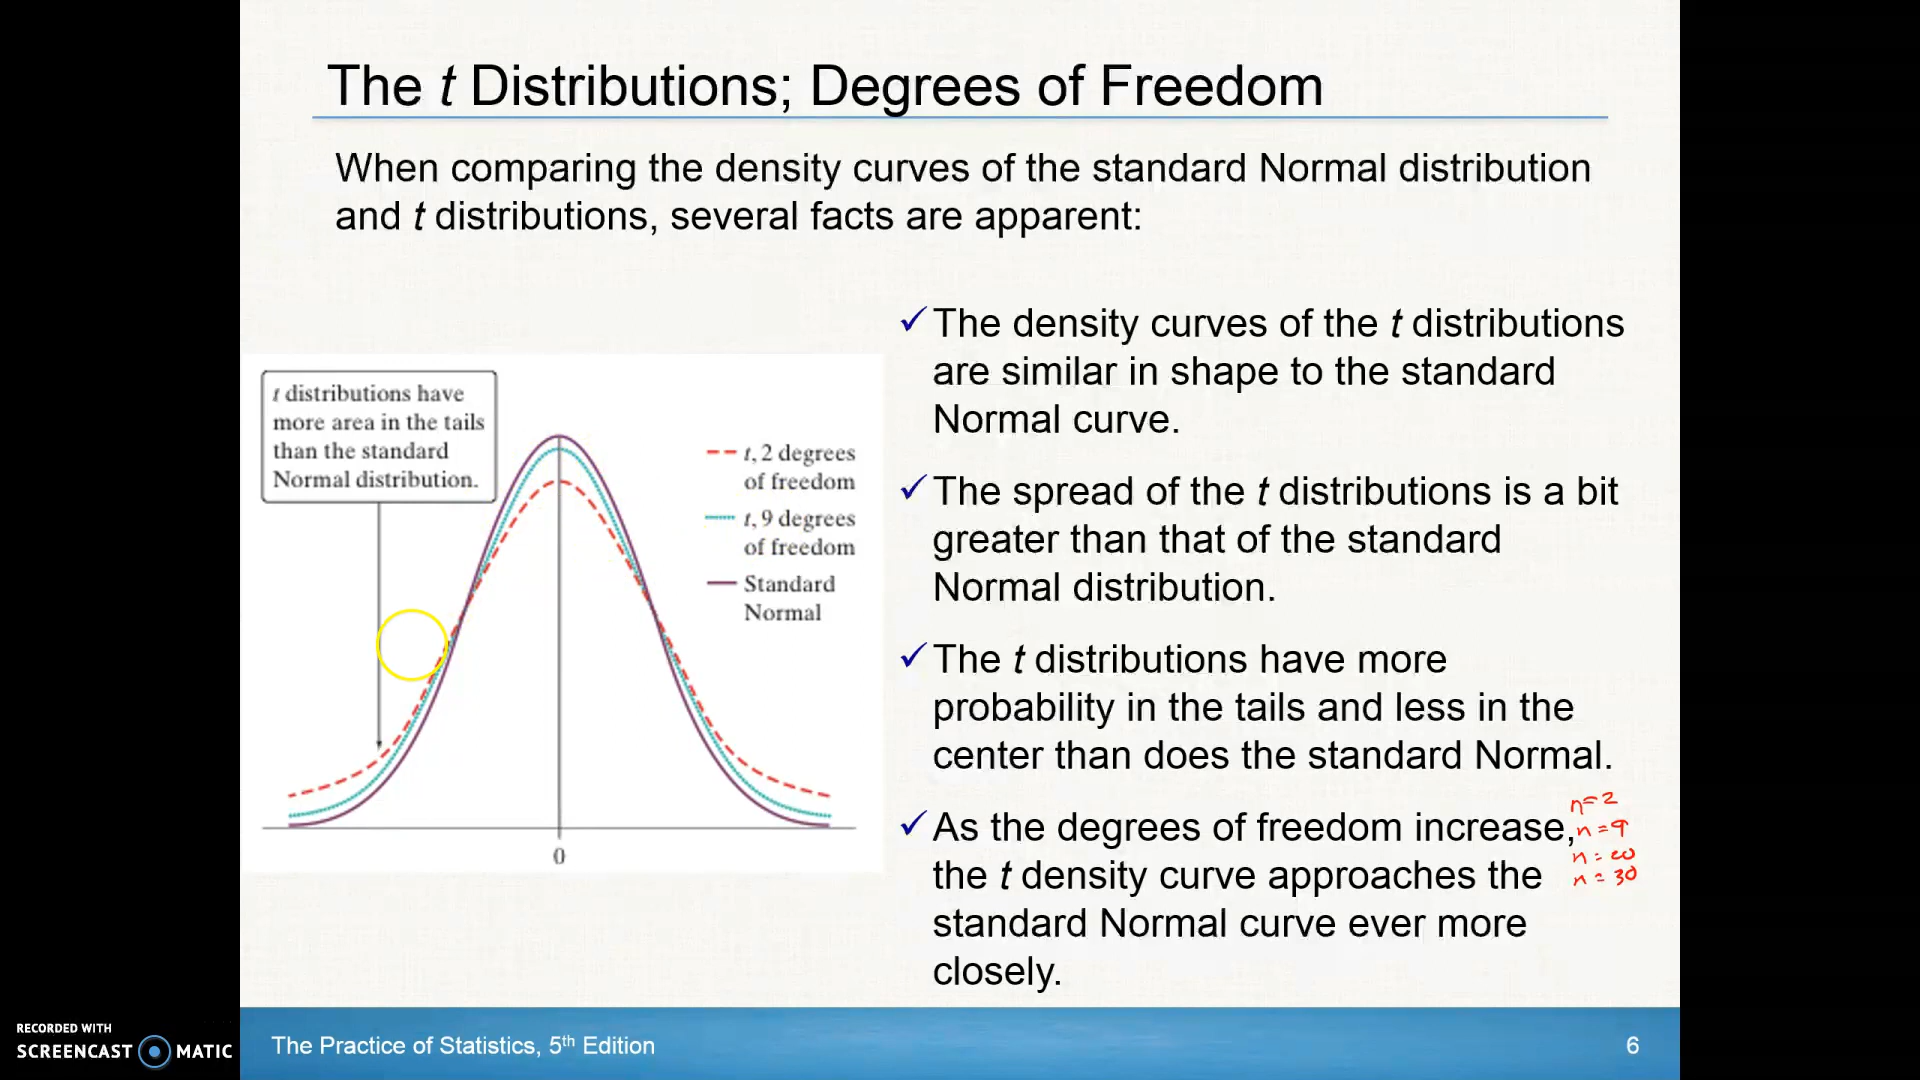 The t Distributions; Degrees of Freedom
When comparing the density curves of the standard Normal distribution
and t distributions, several facts are apparent:
t distributions have
more area in the tails
than the standard
Normal distribution.
t, 2 degrees
of freedom
t, 9 degrees
of freedom
Standard
Normal
0
✓The density curves of the t distributions
are similar in shape to the standard
Normal curve.
✓The spread of the t distributions is a bit
greater than that of the standard
Normal distribution.
✓The t distributions have more
probability in the tails and less in the
center than does the standard Normal.
✓As the degrees of freedom increase,
the t density curve approaches the
standard Normal curve ever more
closely.
n=2
n=9
n=20
n=30
RECORDED WITH
SCREENCAST MATIC
The Practice of Statistics, 5th Edition
6